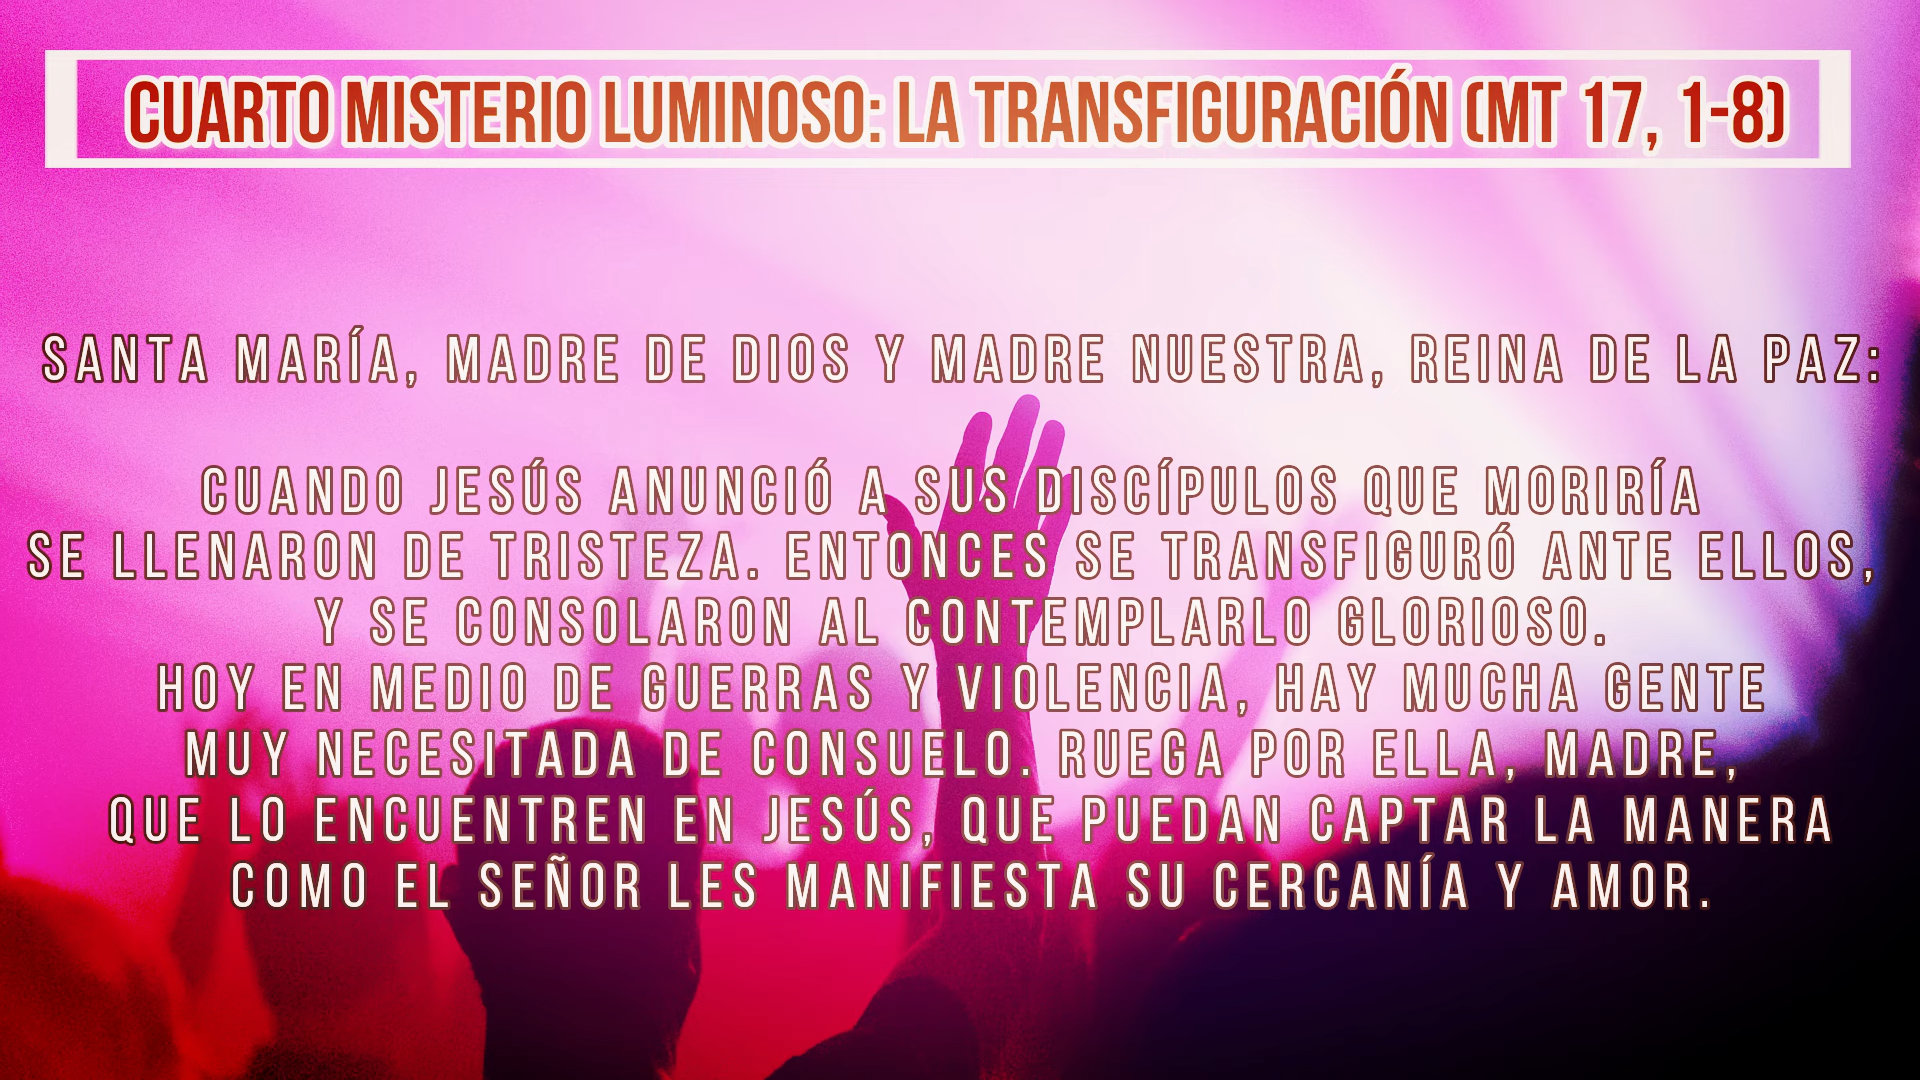 CUARTO MISTERIO LUMINOSO: LA TRANSFIGURACIÓN (MT 17, 1-8)
SANTA MARÍA, MADRE DE DIOS Y MADRE NUESTRA, REINA DE LA PAZ:
CUANDO JESÚS ANUNCIÓ A SUS DISCÍPULOS QUE MORIRÍA
SE LLENARON DE TRISTEZA. ENTONCES SE TRANSFIGURÓ ANTE ELLOS,
Y SE CONSOLARON AL CONTEMPLARLO GLORIOSO.
HOY EN MEDIO DE GUERRAS Y VIOLENCIA, HAY MUCHA GENTE
MUY NECESITADA DE CONSUELO. RUEGA POR ELLA, MADRE,
QUE LO ENCUENTREN EN JESÚS, QUE PUEDAN CAPTAR LA MANERA
COMO EL SEÑOR LES MANIFIESTA SU CERCANÍA Y AMOR.